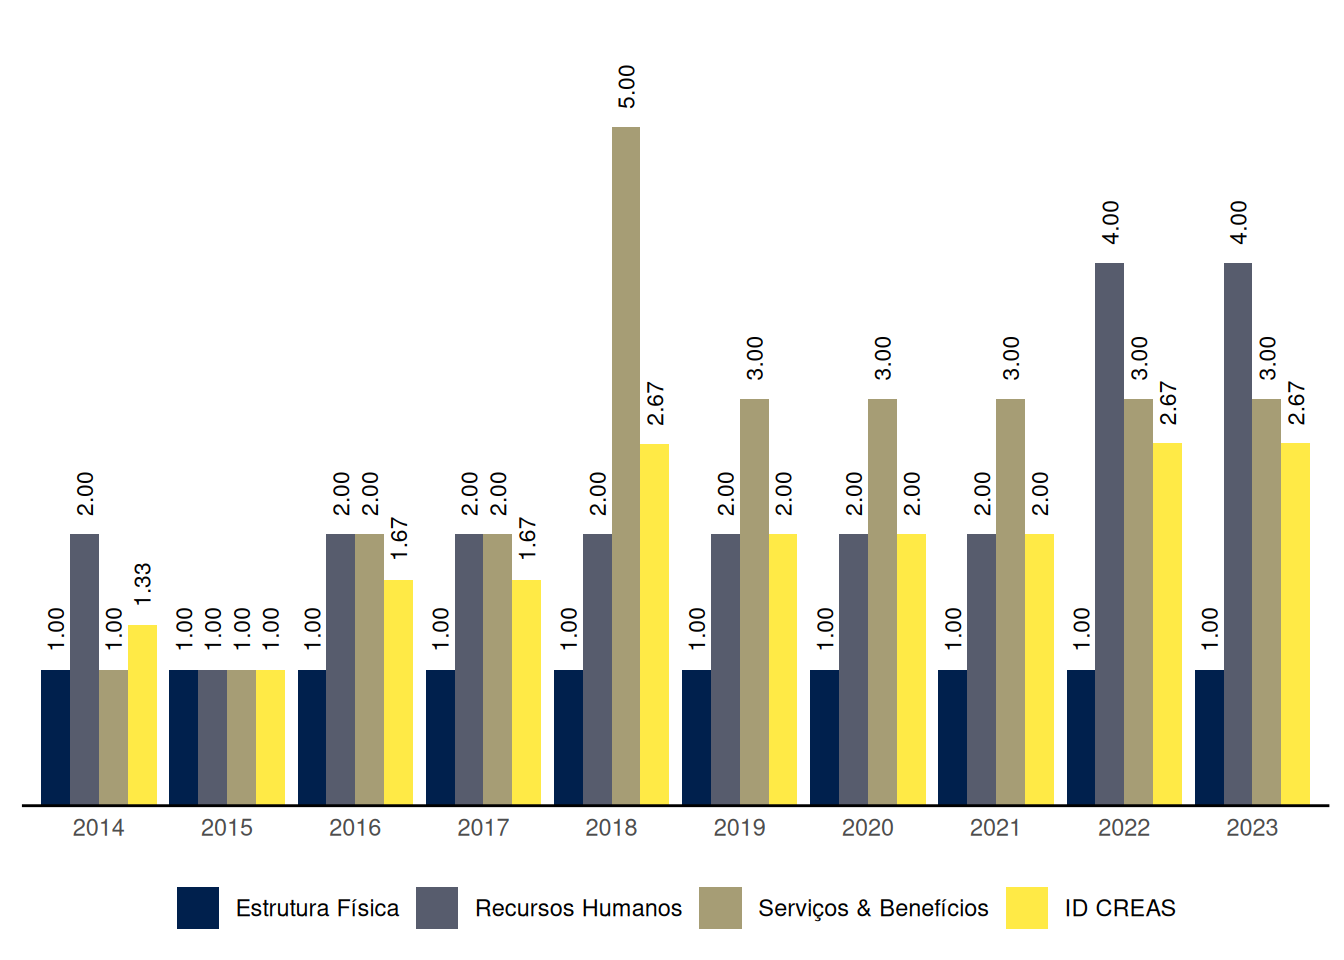 5.00
4.00 4.00
3.00 3.00 3.00 3.00 3.00
2.67 2.67 2.67
2.00 2.00 2.00 2.00 2.00 2.00 2.00 2.00 2.00 2.00 2.00 2.00
1.67 1.67
1.33
1.00 1.00 1.00 1.00 1.00 1.00 1.00 1.00 1.00 1.00 1.00 1.00 1.00 1.00
2014 2015 2016 2017 2018 2019 2020 2021 2022 2023
Estrutura Física Recursos Humanos Serviços & Benefícios ID CREAS